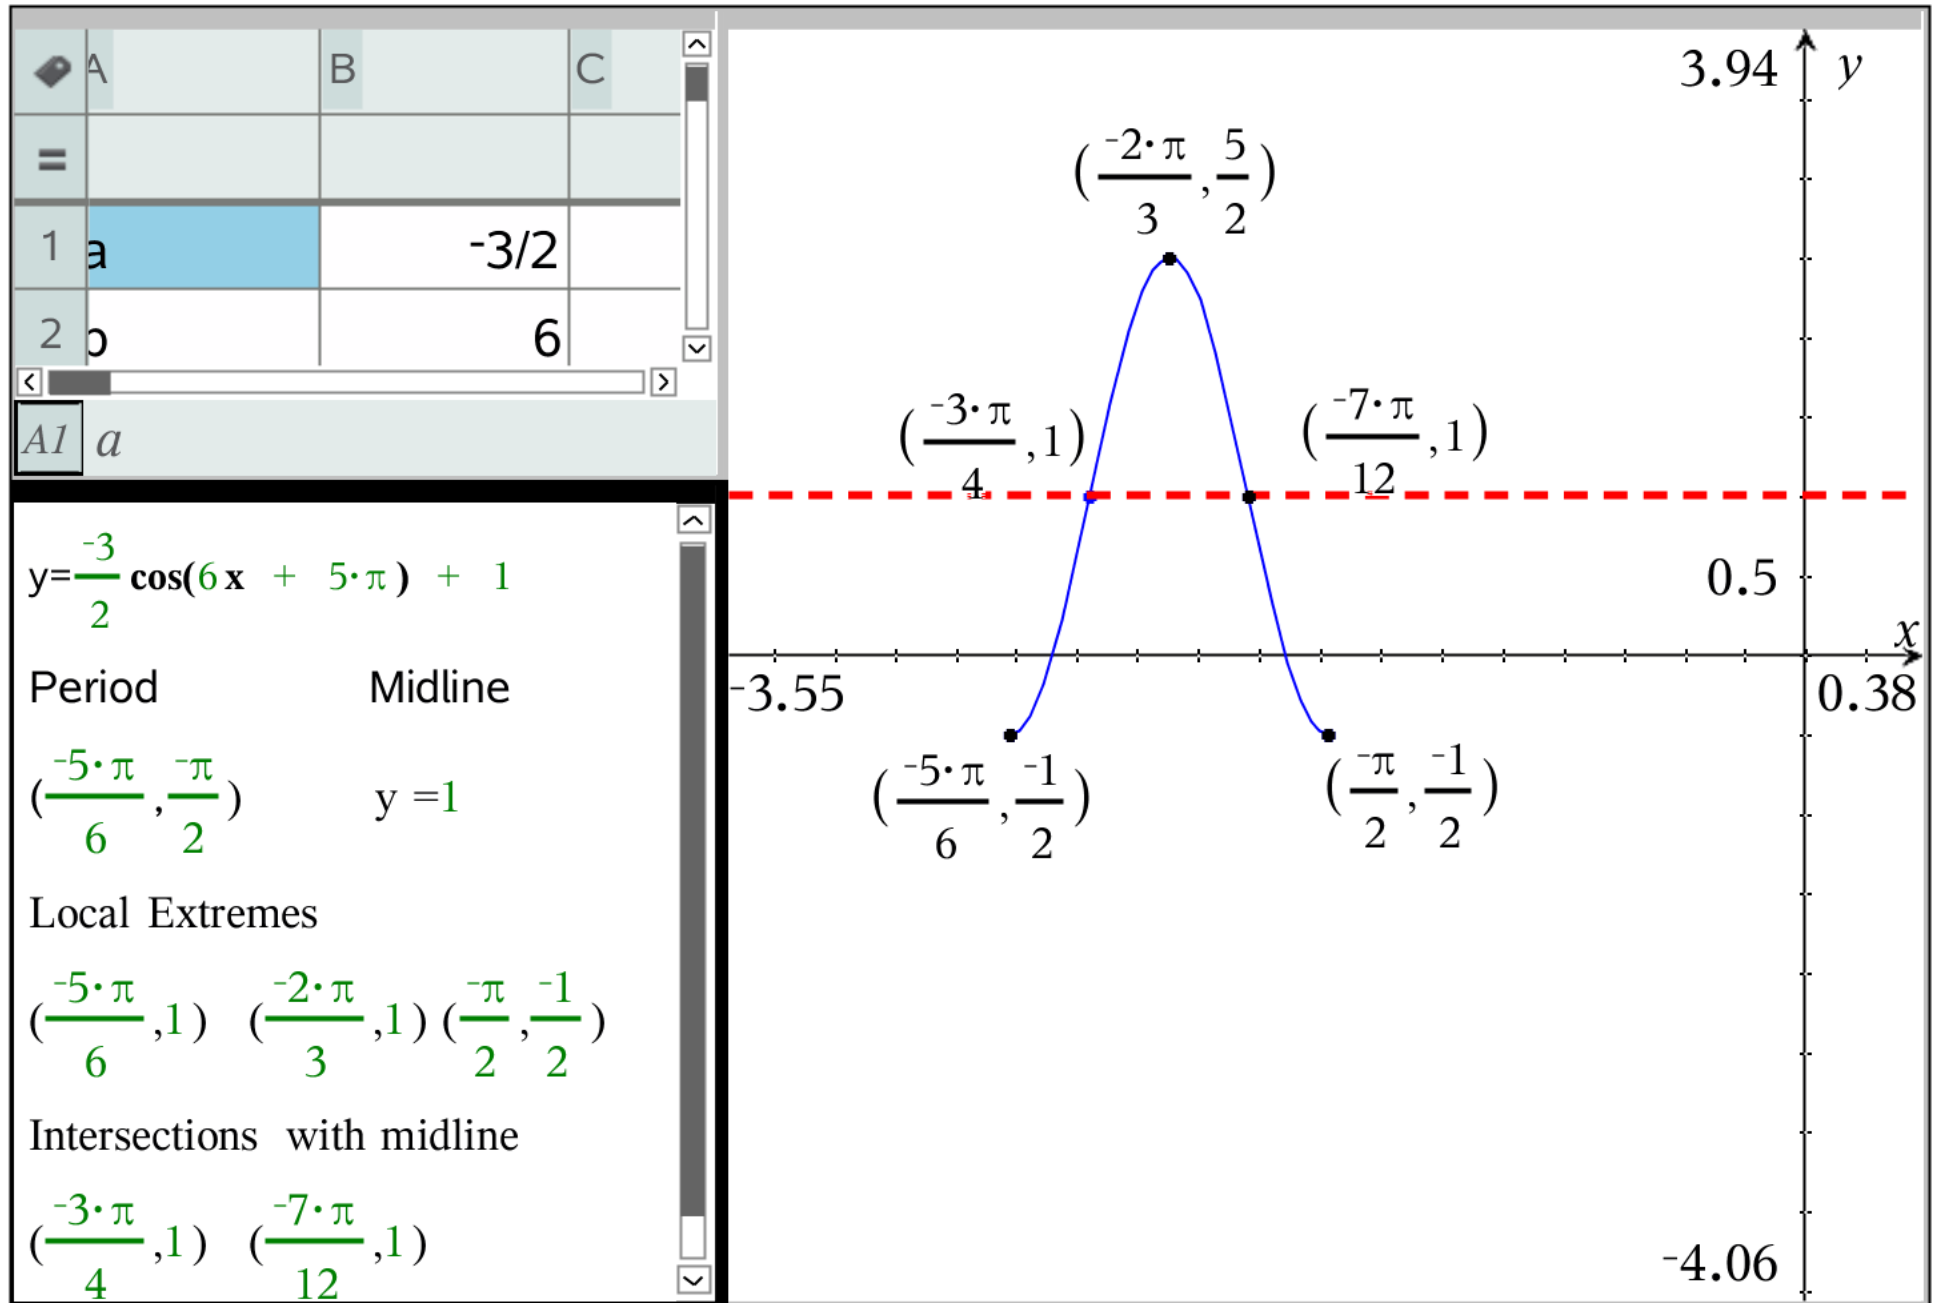 A B C
=
1 a ⁻3/2
2 b 6
A1 a
y=⁻3/2 cos(6x + 5·π) + 1
Period Midline
(⁻5·π/6, ⁻π/2) y =1
Local Extremes
(⁻5·π/6,1) (⁻2·π/3,1) (⁻π/2, ⁻1/2)
Intersections with midline
(⁻3·π/4,1) (⁻7·π/12,1)
3.94 y
(⁻2·π/3, 5/2)
(⁻3·π/4,1) (⁻7·π/12,1)
0.5
x
⁻3.55 0.38
(⁻5·π/6, ⁻1/2) (⁻π/2, ⁻1/2)
⁻4.06